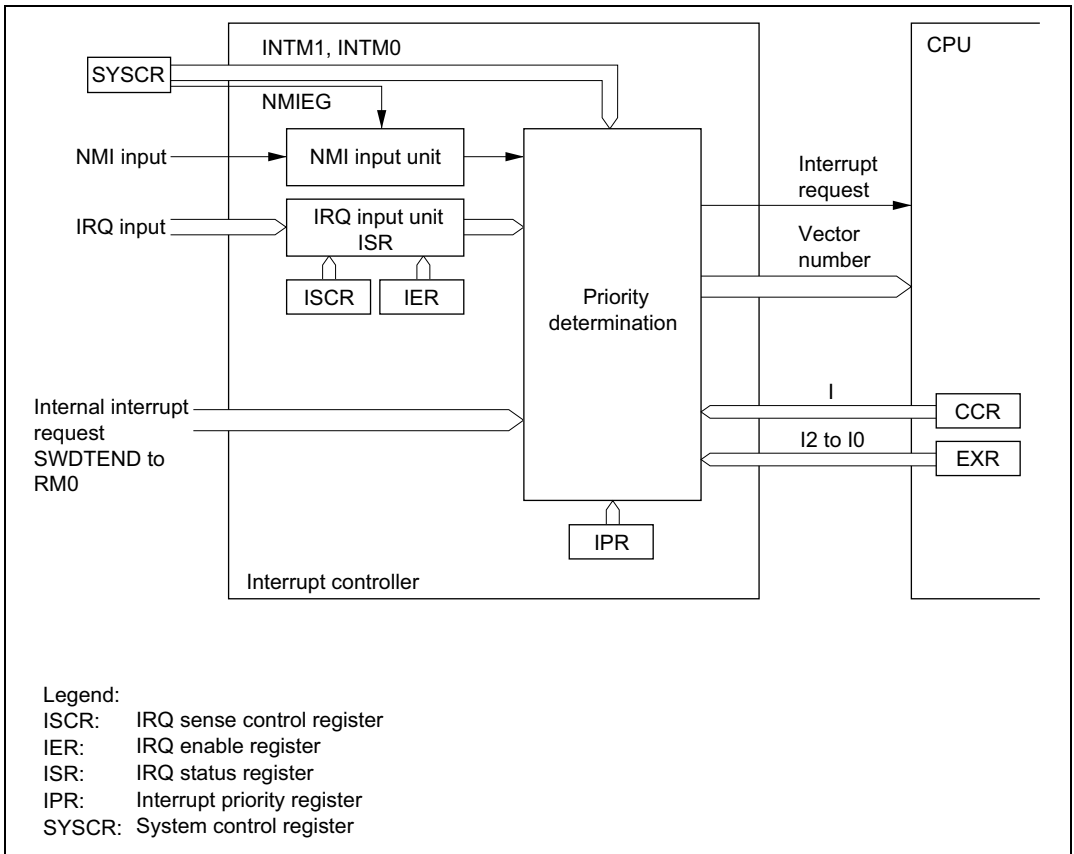 INTM1, INTM0
CPU
SYSCR
NMIEG
NMI input
NMI input unit
Interrupt
request
IRQ input
IRQ input unit
ISR
Vector
number
ISCR
IER
Priority
determination
Internal interrupt
request
SWDTEND to
RM0
I
CCR
I2 to I0
EXR
IPR
Interrupt controller
Legend:
ISCR: IRQ sense control register
IER: IRQ enable register
ISR: IRQ status register
IPR: Interrupt priority register
SYSCR: System control register